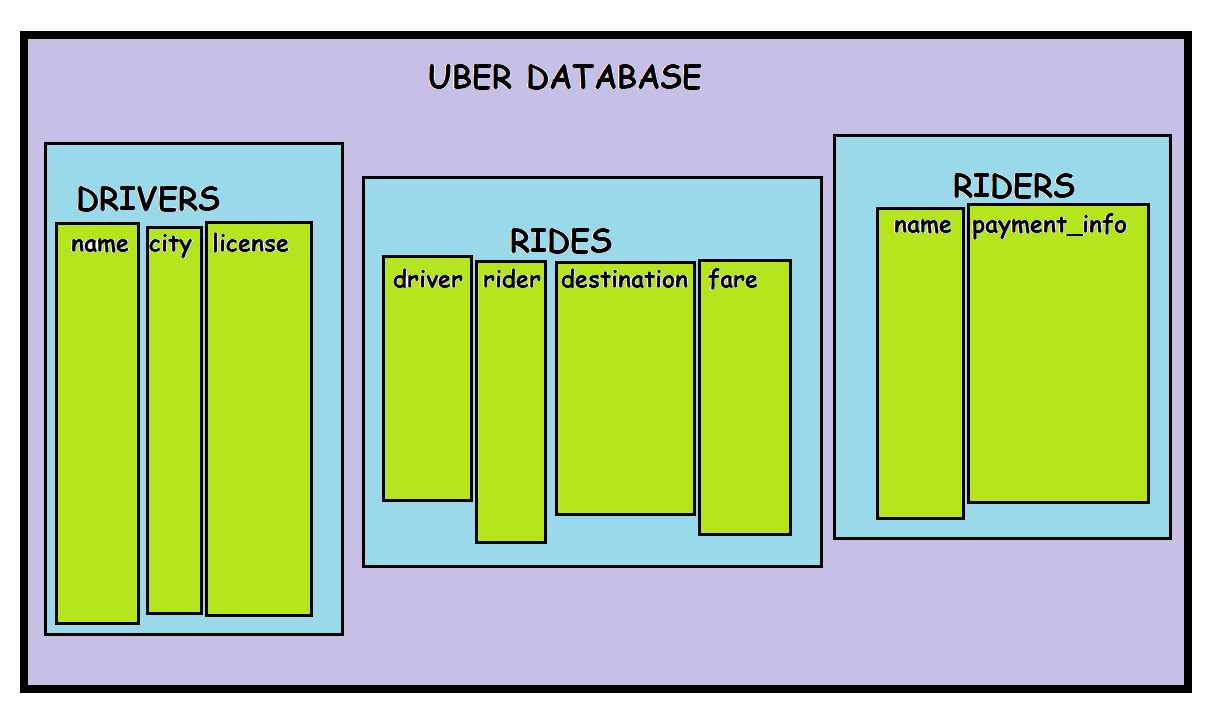 UBER DATABASE
DRIVERS
name city license
RIDES
driver rider destination fare
RIDERS
name payment_info